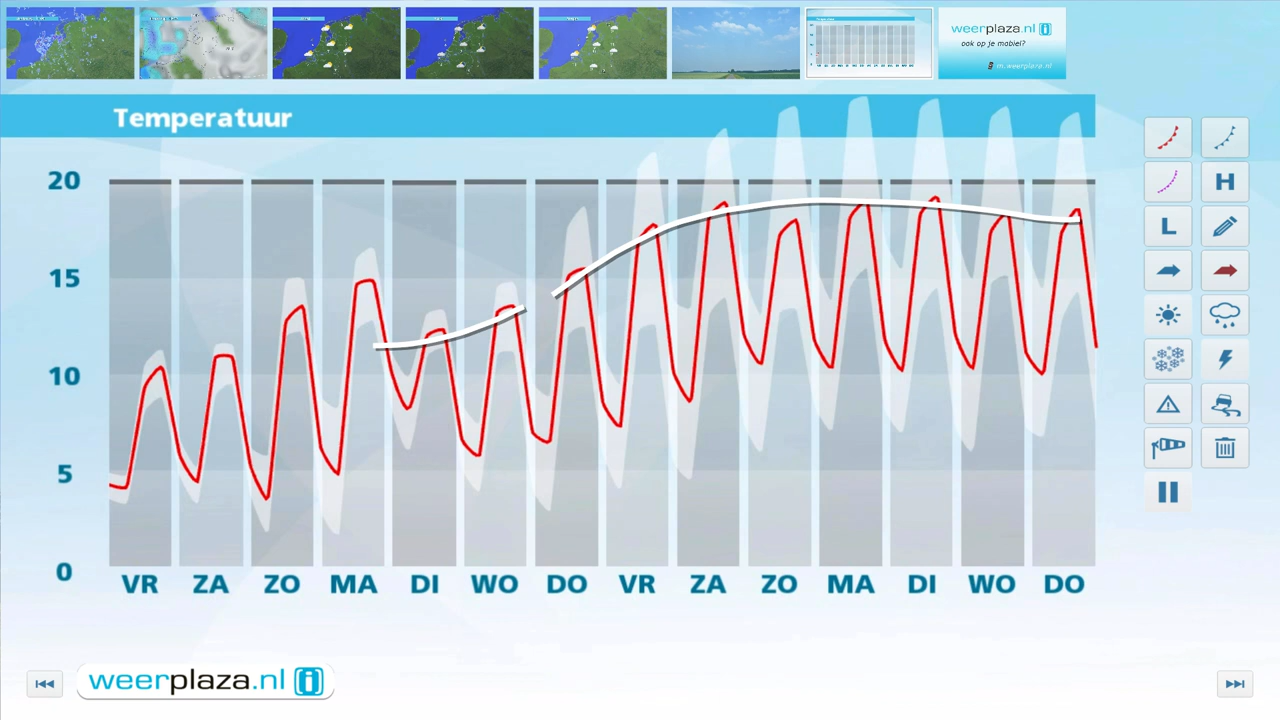 weerplaza.nl i
ook op je mobiel?
m.weerplaza.nl
Temperatuur
20
15
10
5
0
VR ZA ZO MA DI WO DO VR ZA ZO MA DI WO DO
H
L
weerplaza.nl i